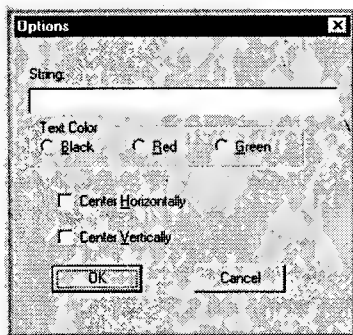 Options
String:
Text Color
Black Red Green
Center Horizontally
Center Vertically
OK Cancel